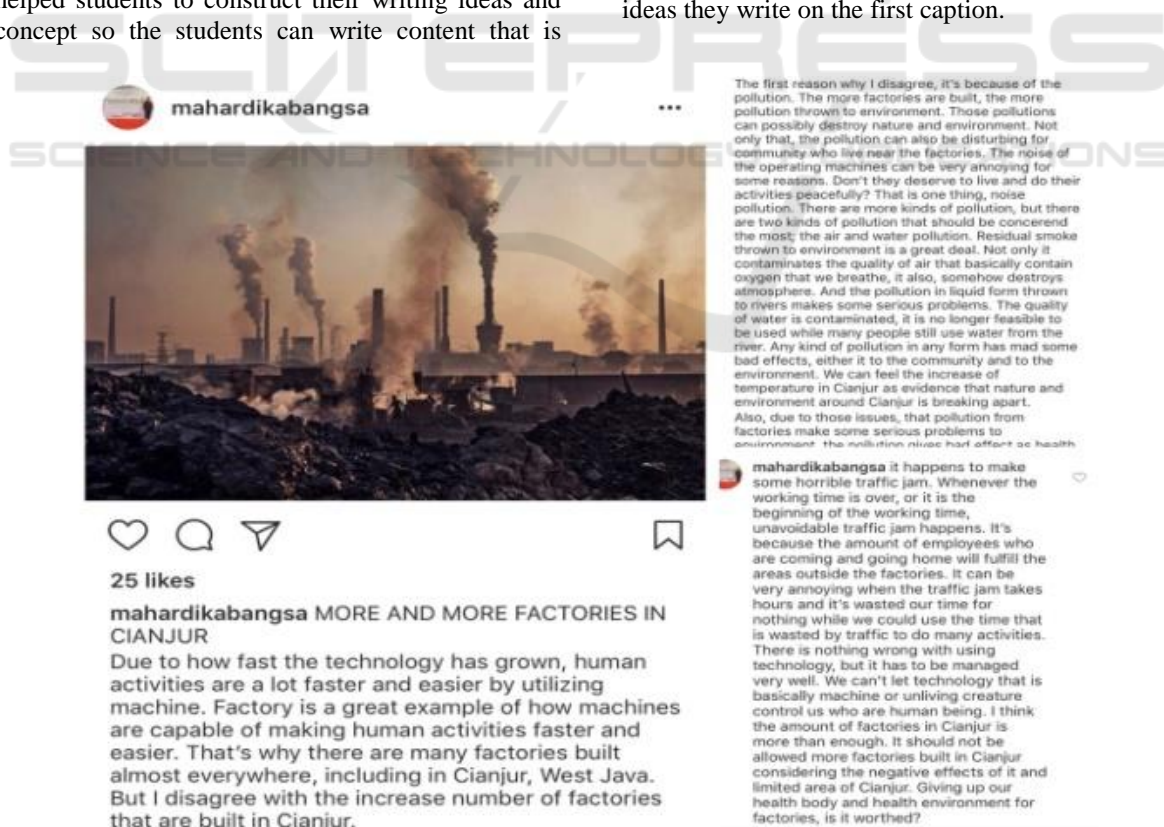 helped students to construct their writing ideas and
concept so the students can write content that is
ideas they write on the first caption.
SCITEPRESS
SCIENCE AND TECHNOLOGY PUBLICATIONS
mahardikabangsa
25 likes
mahardikabangsa MORE AND MORE FACTORIES IN
CIANJUR
Due to how fast the technology has grown, human
activities are a lot faster and easier by utilizing
machine. Factory is a great example of how machines
are capable of making human activities faster and
easier. That's why there are many factories built
almost everywhere, including in Cianjur, West Java.
But I disagree with the increase number of factories
that are built in Cianjur.
The first reason why I disagree, it's because of the
pollution. The more factories are built, the more
pollution thrown to environment. Those pollutions
can possibly destroy nature and environment. Not
only that, the pollution can also be disturbing for
community who live near the factories. The noise of
the operating machines can be very annoying for
some reasons. Don't they deserve to live and do their
activities peacefully? That is one thing, noise
pollution. There are more kinds of pollution, but there
are two kinds of pollution that should be concerend
the most; the air and water pollution. Residual smoke
thrown to environment is a great deal. Not only it
contaminates the quality of air that basically contain
oxygen that we breathe, it also, somehow destroys
atmosphere. And the pollution in liquid form thrown
to rivers makes some serious problems. The quality
of water is contaminated, it is no longer feasible to
be used while many people still use water from the
river. Any kind of pollution in any form has mad some
bad effects, either it to the community and to the
environment. We can feel the increase of
temperature in Cianjur as evidence that nature and
environment around Cianjur is breaking apart.
Also, due to those issues, that pollution from
factories make some serious problems to
environment, the pollution gives bad effect as health
mahardikabangsa it happens to make
some horrible traffic jam. Whenever the
working time is over, or it is the
beginning of the working time,
unavoidable traffic jam happens. It's
because the amount of employees who
are coming and going home will fulfill the
areas outside the factories. It can be
very annoying when the traffic jam takes
hours and it's wasted our time for
nothing while we could use the time that
is wasted by traffic to do many activities.
There is nothing wrong with using
technology, but it has to be managed
very well. We can't let technology that is
basically machine or unliving creature
control us who are human being. I think
the amount of factories in Cianjur is
more than enough. It should not be
allowed more factories built in Cianjur
considering the negative effects of it and
limited area of Cianjur. Giving up our
health body and health environment for
factories, is it worthed?